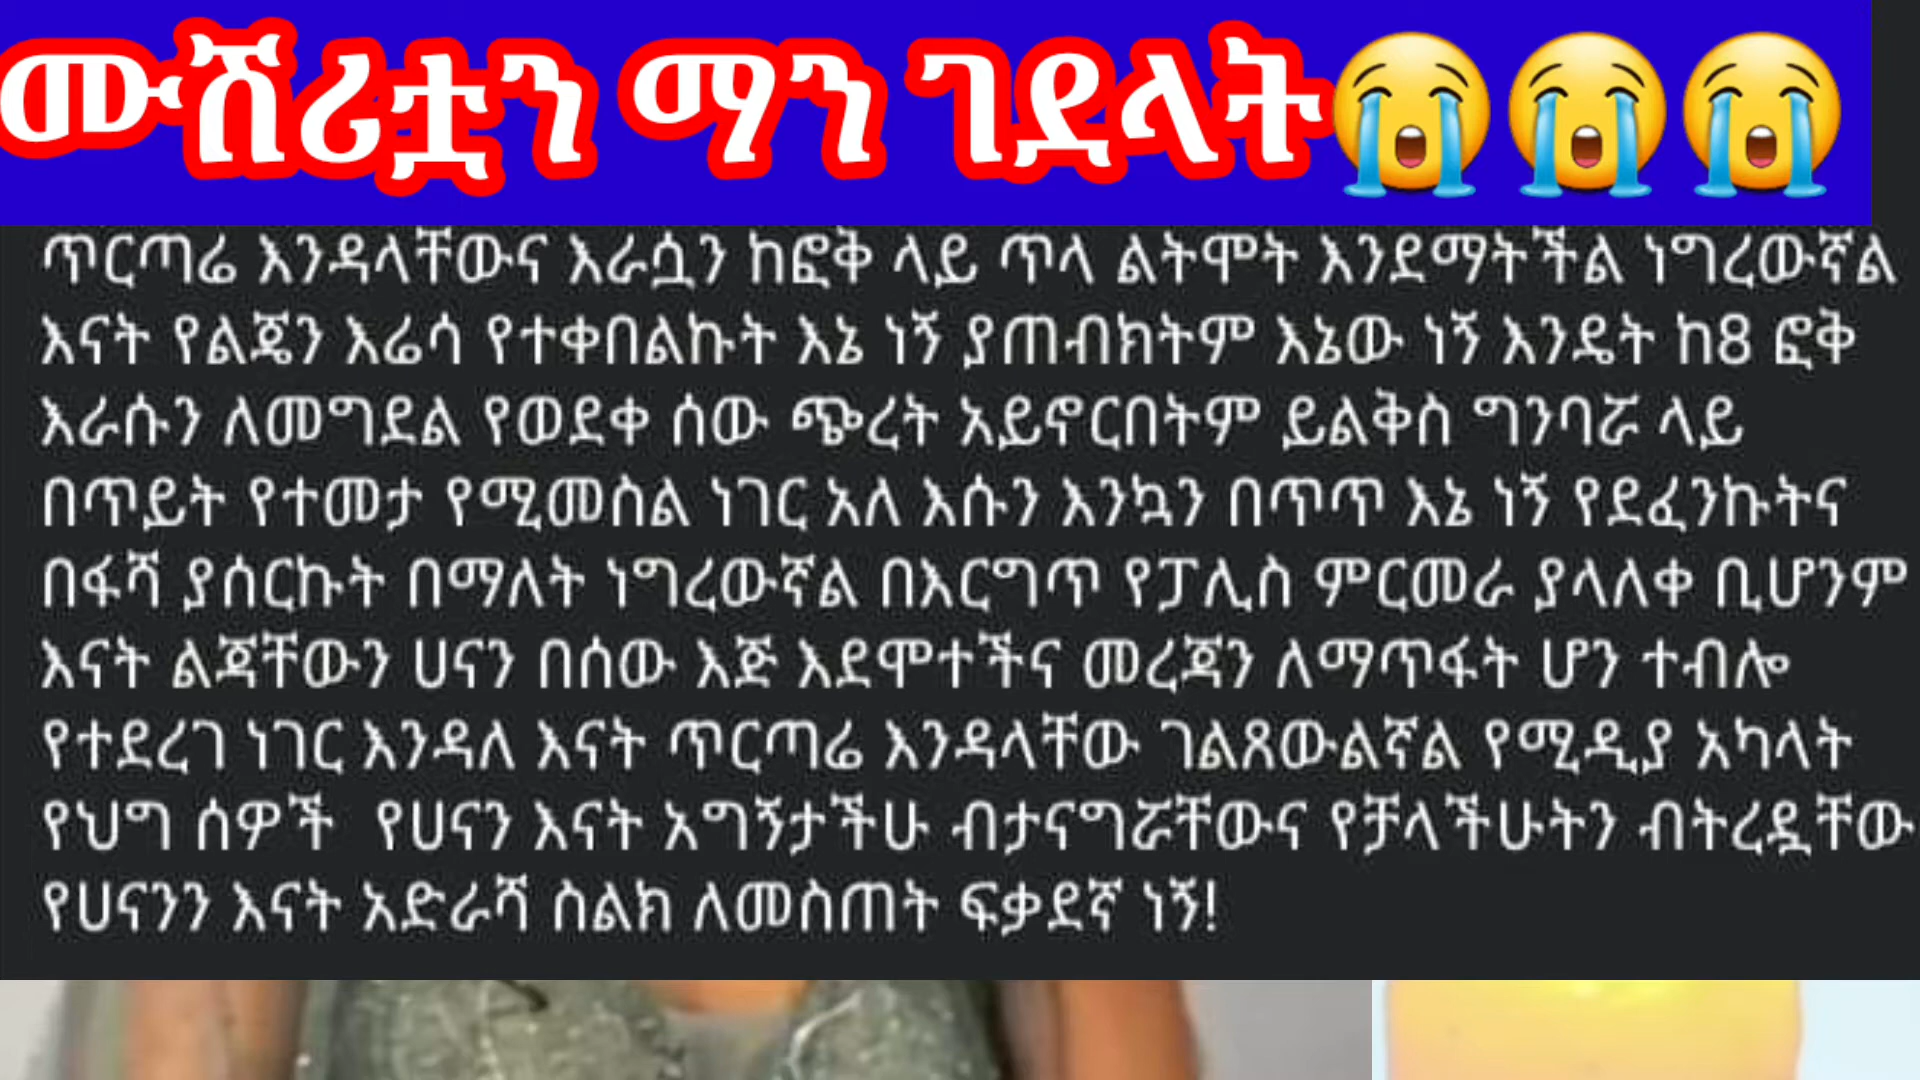 ሙሽሪቷን ማን ገደላት😭😭😭
ጥርጣሬ እንዳላቸውና እራሷን ከፎቅ ላይ ጥላ ልትሞት እንደማትችል ነግረውኛል
እናት የልጄን እሬሳ የተቀበልኩት እኔ ነኝ ያጠብክትም እኔው ነኝ እንዴት ከ8 ፎቅ
እራሱን ለመግደል የወደቀ ሰው ጭረት አይኖርበትም ይልቅስ ግንባሯ ላይ
በጥይት የተመታ የሚመስል ነገር አለ እሱን እንኳን በጥጥ እኔ ነኝ የደፈንኩትና
በፋሻ ያሰርኩት በማለት ነግረውኛል በእርግጥ የፓሊስ ምርመራ ያላለቀ ቢሆንም
እናት ልጃቸውን ሀናን በሰው እጅ እደሞተችና መረጃን ለማጥፋት ሆን ተብሎ
የተደረገ ነገር እንዳለ እናት ጥርጣሬ እንዳላቸው ገልጸውልኛል የሚዲያ አካላት
የህግ ሰዎች የሀናን እናት አግኝታችሁ ብታናግሯቸውና የቻላችሁትን ብትረዷቸው
የሀናንን እናት አድራሻ ስልክ ለመስጠት ፍቃደኛ ነኝ!